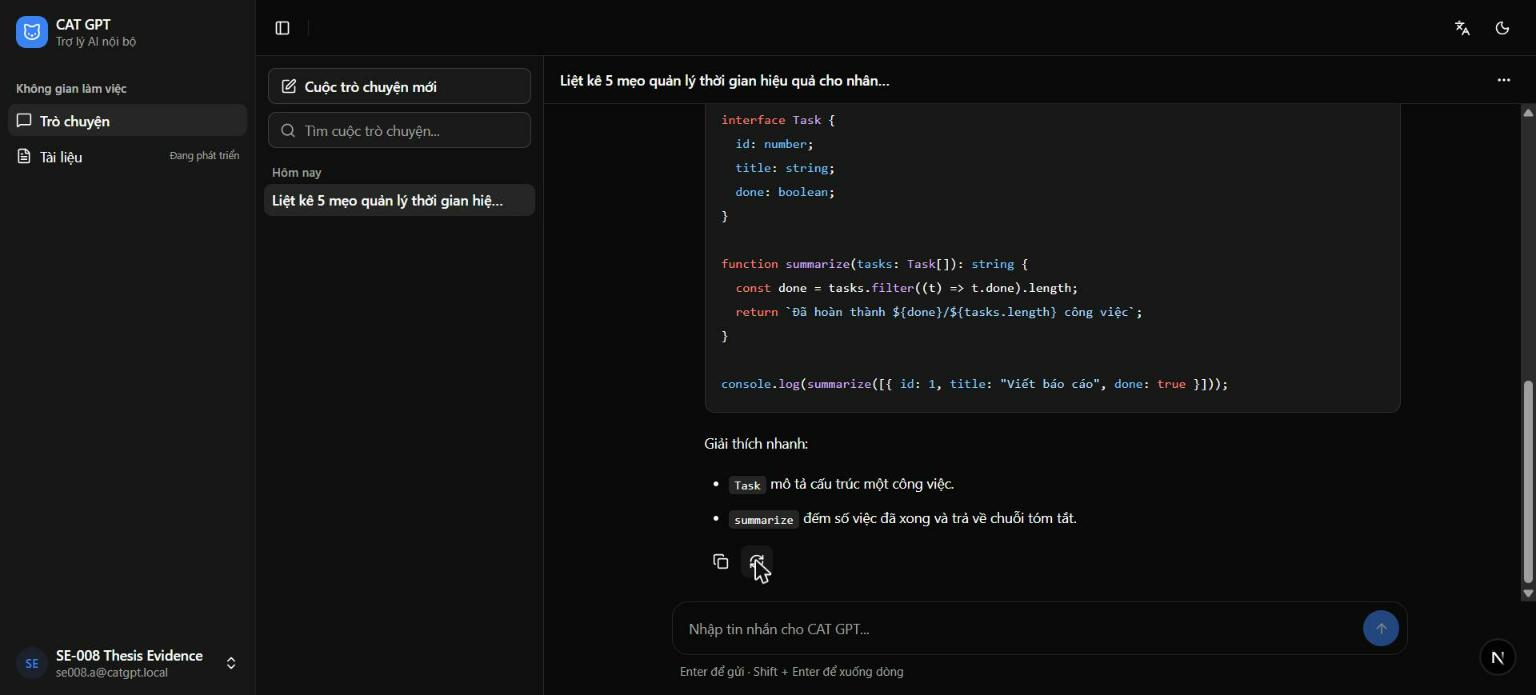 CAT GPT
Trợ lý AI nội bộ
Không gian làm việc
Trò chuyện
Tài liệu
Đang phát triển
SE
SE-008 Thesis Evidence
se008.a@catgpt.local
Cuộc trò chuyện mới
Tìm cuộc trò chuyện...
Hôm nay
Liệt kê 5 mẹo quản lý thời gian hiệ...
Liệt kê 5 mẹo quản lý thời gian hiệu quả cho nhân...
interface Task {
  id: number;
  title: string;
  done: boolean;
}
function summarize(tasks: Task[]): string {
  const done = tasks.filter((t) => t.done).length;
  return `Đã hoàn thành ${done}/${tasks.length} công việc`;
}
console.log(summarize([{ id: 1, title: "Viết báo cáo", done: true }]));
Giải thích nhanh:
• Task mô tả cấu trúc một công việc.
• summarize đếm số việc đã xong và trả về chuỗi tóm tắt.
Nhập tin nhắn cho CAT GPT...
Enter để gửi · Shift + Enter để xuống dòng
N